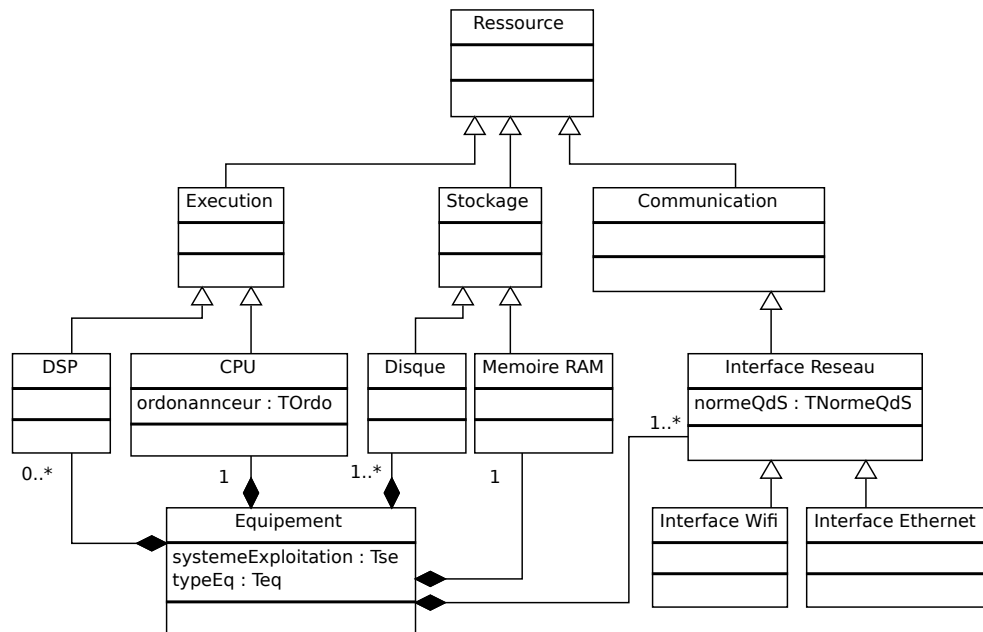 Ressource
Execution
Stockage
Communication
DSP
CPU
ordonannceur : TOrdo
Disque
Memoire RAM
Interface Reseau
normeQdS : TNormeQdS
0..*
1
1..*
1
1..*
Equipement
systemeExploitation : Tse
typeEq : Teq
Interface Wifi
Interface Ethernet